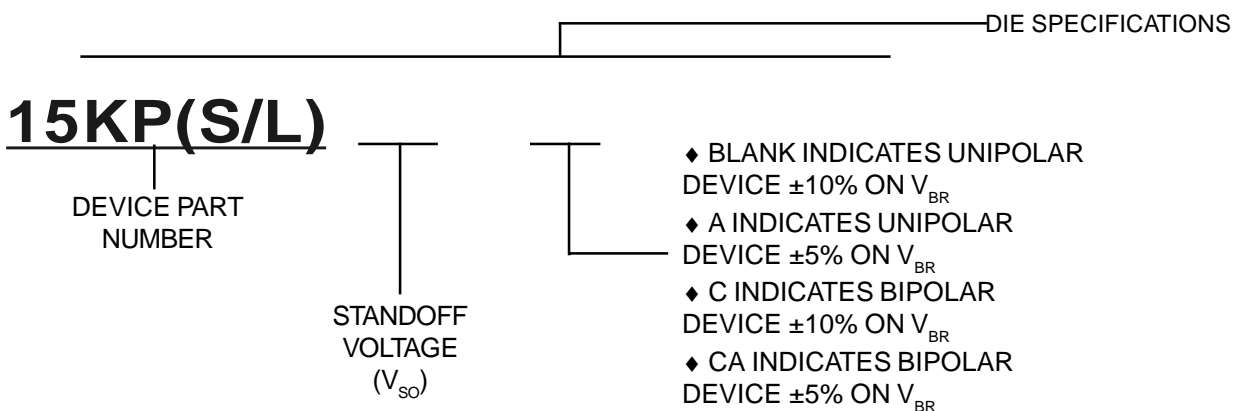 DIE SPECIFICATIONS
15KP(S/L)
DEVICE PART
NUMBER
STANDOFF
VOLTAGE
(V_SO)
♦ BLANK INDICATES UNIPOLAR
DEVICE ±10% ON V_BR
♦ A INDICATES UNIPOLAR
DEVICE ±5% ON V_BR
♦ C INDICATES BIPOLAR
DEVICE ±10% ON V_BR
♦ CA INDICATES BIPOLAR
DEVICE ±5% ON V_BR